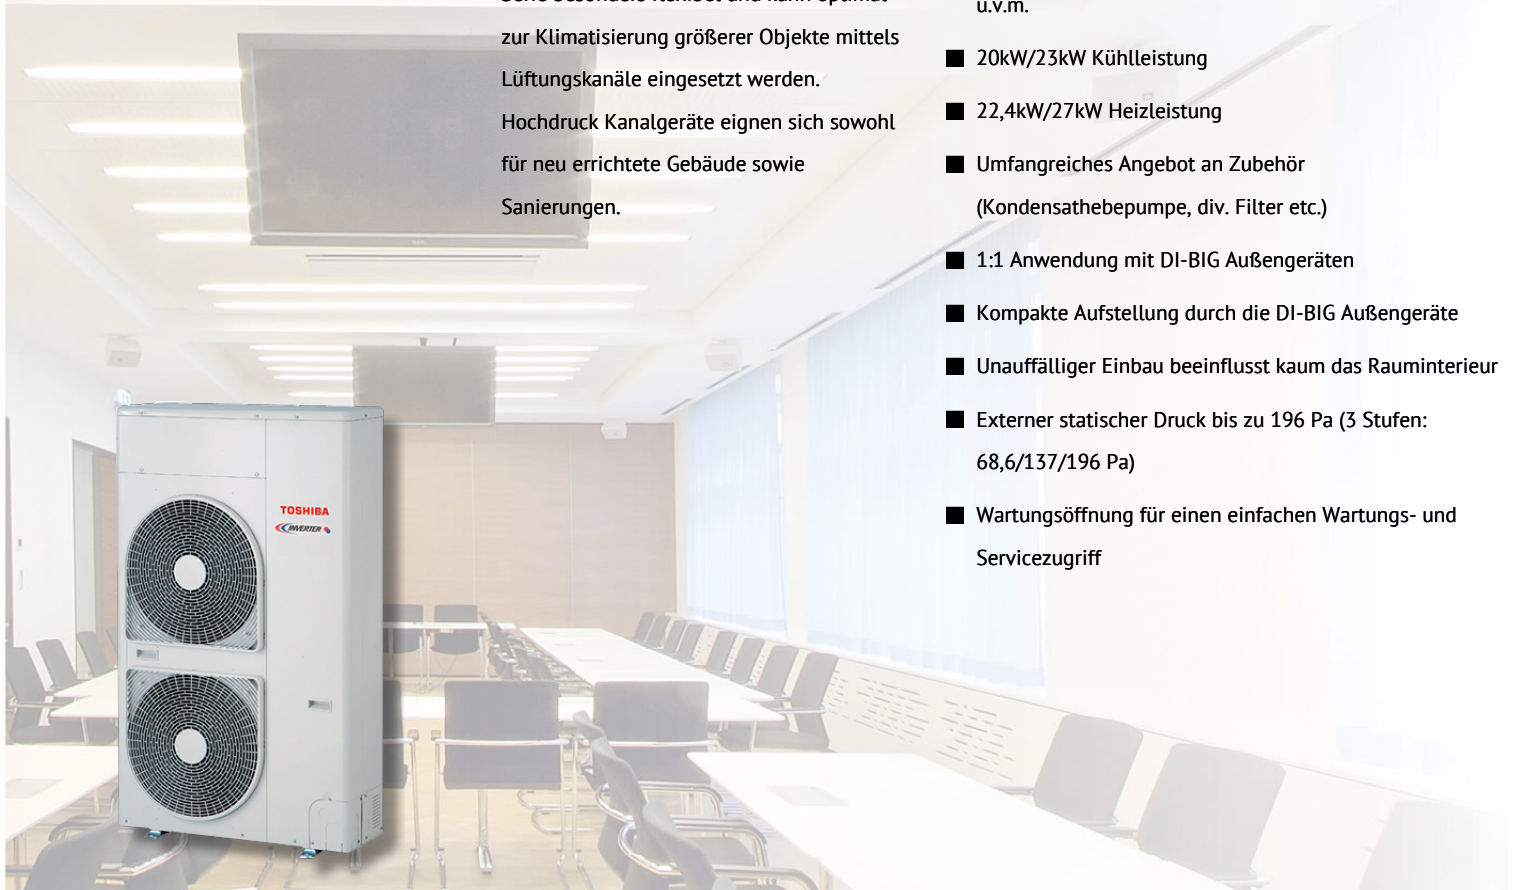 zur Klimatisierung größerer Objekte mittels
Lüftungskanäle eingesetzt werden.
Hochdruck Kanalgeräte eignen sich sowohl
für neu errichtete Gebäude sowie
Sanierungen.
u.v.m.
20kW/23kW Kühlleistung
22,4kW/27kW Heizleistung
Umfangreiches Angebot an Zubehör
(Kondensathebepumpe, div. Filter etc.)
1:1 Anwendung mit DI-BIG Außengeräten
Kompakte Aufstellung durch die DI-BIG Außengeräte
Unauffälliger Einbau beeinflusst kaum das Rauminterieur
Externer statischer Druck bis zu 196 Pa (3 Stufen:
68,6/137/196 Pa)
Wartungsöffnung für einen einfachen Wartungs- und
Servicezugriff
TOSHIBA
INVERTER